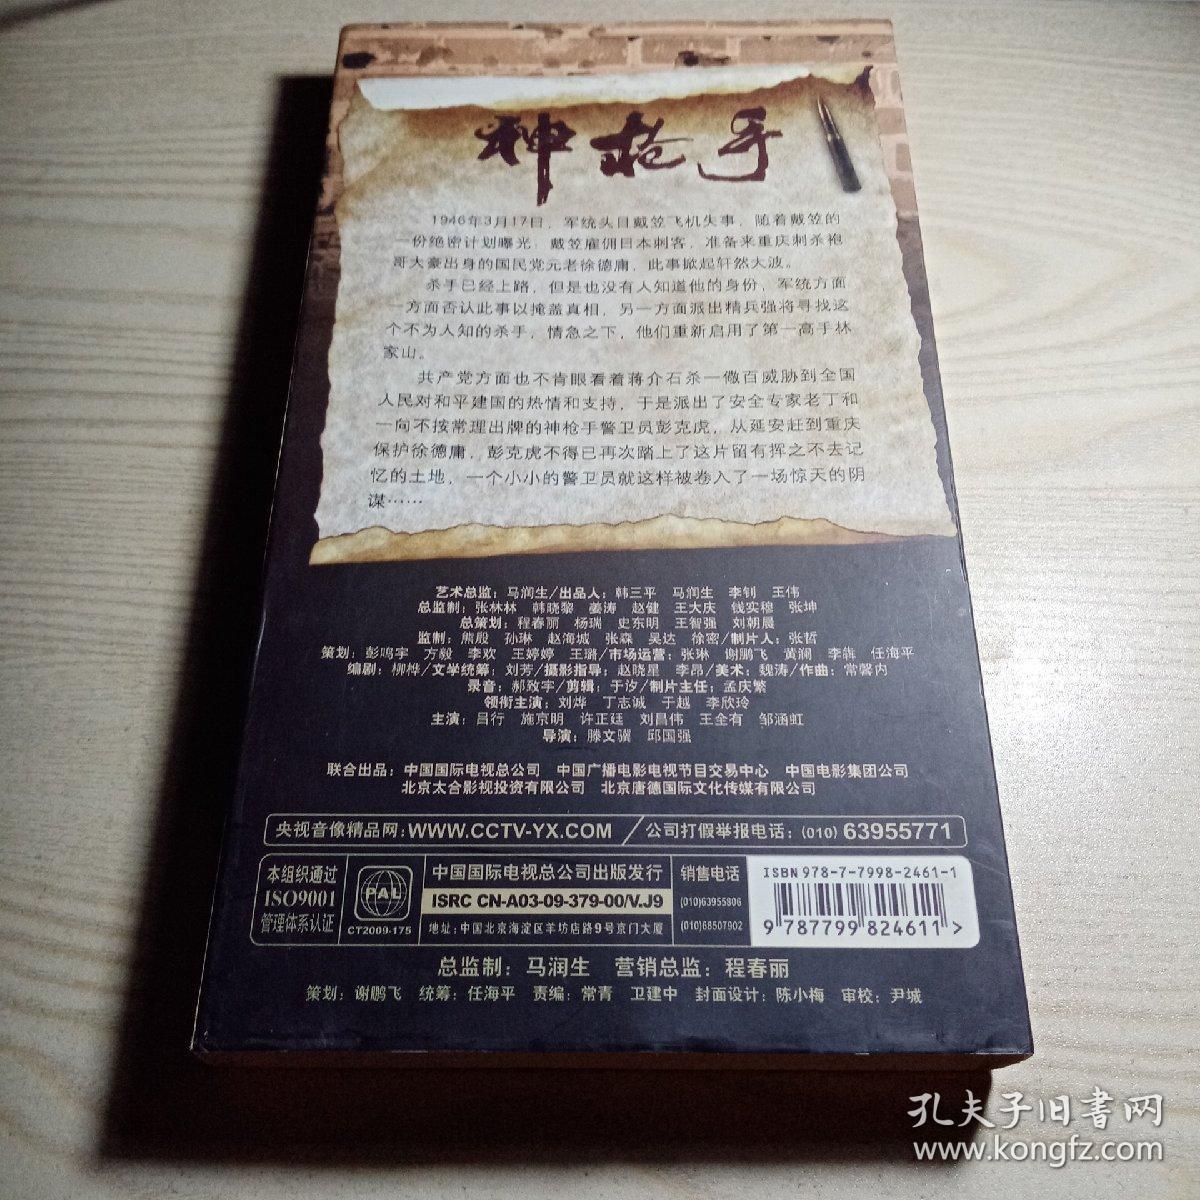 神枪手
1946年3月17日，军统头目戴笠飞机失事，随着戴笠的
一份绝密计划曝光：戴笠雇佣日本刺客，准备来重庆刺杀袍
哥大豪出身的国民党元老徐德庸，此事掀起轩然大波。
杀手已经上路，但是也没有人知道他的身份，军统方面
一方面否认此事以掩盖真相，另一方面派出精兵强将寻找这
个不为人知的杀手，情急之下，他们重新启用了第一高手林
家山。
共产党方面也不肯眼看着蒋介石杀一儆百威胁到全国
人民对和平建国的热情和支持，于是派出了安全专家老丁和
一向不按常理出牌的神枪手警卫员彭克虎，从延安赶到重庆
保护徐德庸，彭克虎不得已再次踏上了这片留有挥之不去记
忆的土地，一个小小的警卫员就这样被卷入了一场惊天的阴
谋……
艺术总监：马润生/出品人：韩三平 马润生 李钊 王伟
总监制：张林林 韩晓黎 姜涛 赵健 王大庆 钱实穆 张坤
总策划：程春丽 杨瑞 史东明 王智强 刘朝晨
监制：熊殷 孙琳 赵海城 张森 吴达 徐密/制片人：张哲
策划：彭鸣宇 方毅 李欢 王婷婷 王璐/市场运营：张琳 谢鹏飞 黄澜 李犇 任海平
编剧：柳桦/文学统筹：刘芳/摄影指导：赵晓星 李昂/美术：魏涛/作曲：常馨内
录音：郝致宇/剪辑：于汐/制片主任：孟庆繁
领衔主演：刘烨 丁志诚 于越 李欣玲
主演：吕行 施京明 许正廷 刘昌伟 王全有 邹涵虹
导演：滕文骥 邱国强
联合出品：中国国际电视总公司 中国广播电影电视节目交易中心 中国电影集团公司
北京太合影视投资有限公司 北京唐德国际文化传媒有限公司
央视音像精品网：WWW.CCTV-YX.COM／公司打假举报电话：(010) 63955771
本组织通过
ISO9001
管理体系认证
PAL
CT2009-175
中国国际电视总公司出版发行
ISRC CN-A03-09-379-00/V.J9
地址：中国北京海淀区羊坊店路9号京门大厦
销售电话
(010)63955806
(010)68507902
ISBN 978-7-7998-2461-1
9 787799 824611 >
总监制：马润生 营销总监：程春丽
策划：谢鹏飞 统筹：任海平 责编：常青 卫建中 封面设计：陈小梅 审校：尹城
孔夫子旧书网
www.kongfz.com